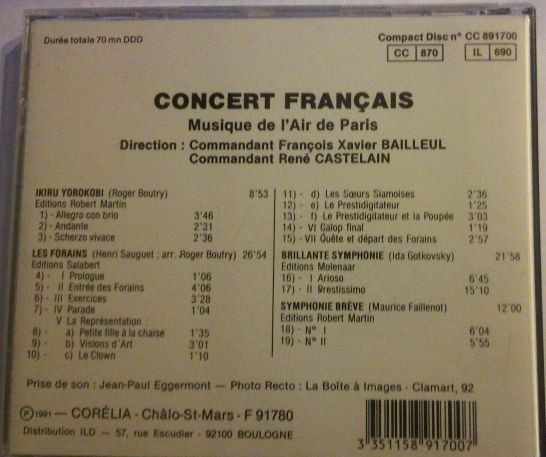 Durée totale 70 mn DDD
Compact Disc n° CC 891700
CC 870 IL 690
CONCERT FRANÇAIS
Musique de l'Air de Paris
Direction : Commandant François Xavier BAILLEUL
Commandant René CASTELAIN
IKIRU YOROKOBI (Roger Boutry) 8'53
Editions Robert Martin
1) - Allegro con brio 3'46
2) - Andante 2'31
3) - Scherzo vivace 2'36
LES FORAINS (Henri Sauguet ; arr. Roger Boutry) 26'54
Editions Salabert
4) - I Prologue 1'06
5) - II Entrée des Forains 4'06
6) - III Exercices 3'28
7) - IV Parade 1'04
V La Représentation :
8) - a) Petite fille à la chaise 1'35
9) - b) Visions d'Art 3'01
10) - c) Le Clown 1'10
11) - d) Les Sœurs Siamoises 2'36
12) - e) Le Prestidigitateur 1'25
13) - f) Le Prestidigitateur et la Poupée 3'03
14) - VI Galop final 1'19
15) - VII Quête et départ des Forains 2'57
BRILLANTE SYMPHONIE (Ida Gotkovsky) 21'58
Editions Molenaar
16) - I Arioso 6'45
17) - II Prestissimo 15'10
SYMPHONIE BRÈVE (Maurice Faillenot) 12'00
Editions Robert Martin
18) - N° I 6'04
19) - N° II 5'55
Prise de son : Jean-Paul Eggermont — Photo Recto : La Boîte à Images - Clamart, 92
℗ 1991 — CORÉLIA - Châlo-St-Mars - F 91780
Distribution ILD — 57, rue Escudier - 92100 BOULOGNE
3 351158 917007